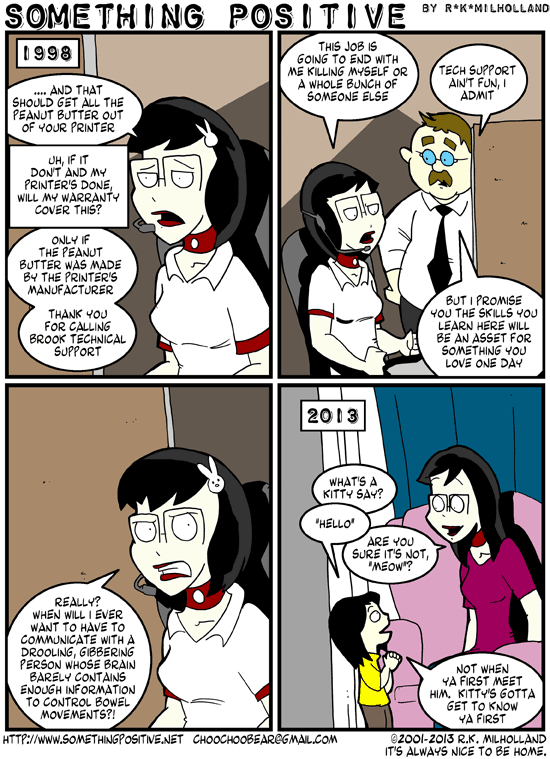 SOMETHING POSITIVE BY R*K*MILHOLLAND
1998
.... AND THAT
SHOULD GET ALL THE
PEANUT BUTTER OUT
OF YOUR PRINTER
UH, IF IT
DON'T AND MY
PRINTER'S DONE,
WILL MY WARRANTY
COVER THIS?
ONLY IF
THE PEANUT
BUTTER WAS MADE
BY THE PRINTER'S
MANUFACTURER
THANK YOU
FOR CALLING
BROOK TECHNICAL
SUPPORT
THIS JOB IS
GOING TO END WITH
ME KILLING MYSELF OR
A WHOLE BUNCH OF
SOMEONE ELSE
TECH SUPPORT
AIN'T FUN, I
ADMIT
BUT I PROMISE
YOU THE SKILLS YOU
LEARN HERE WILL
BE AN ASSET FOR
SOMETHING YOU
LOVE ONE DAY
REALLY?
WHEN WILL I EVER
WANT TO HAVE TO
COMMUNICATE WITH A
DROOLING, GIBBERING
PERSON WHOSE BRAIN
BARELY CONTAINS
ENOUGH INFORMATION
TO CONTROL BOWEL
MOVEMENTS?!
2013
WHAT'S A
KITTY SAY?
"HELLO"
ARE YOU
SURE IT'S NOT,
"MEOW"?
NOT WHEN
YA FIRST MEET
HIM. KITTY'S GOTTA
GET TO KNOW
YA FIRST
HTTP://WWW.SOMETHINGPOSITIVE.NET CHOOCHOOBEAR@GMAIL.COM
©2001-2013 R.K. MILHOLLAND
IT'S ALWAYS NICE TO BE HOME.